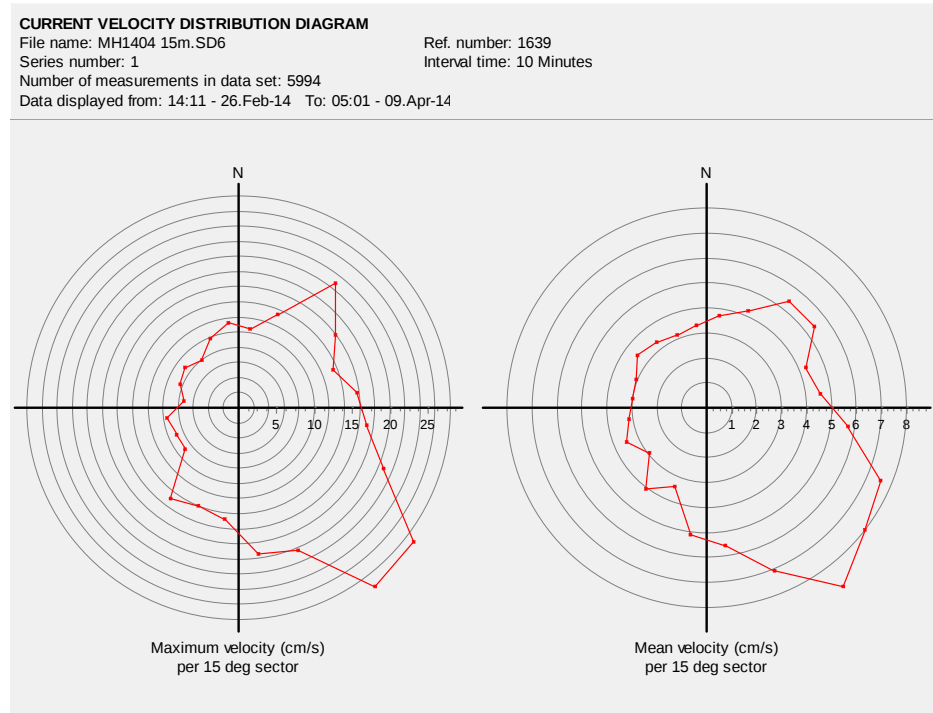 CURRENT VELOCITY DISTRIBUTION DIAGRAM
File name: MH1404 15m.SD6 Ref. number: 1639
Series number: 1 Interval time: 10 Minutes
Number of measurements in data set: 5994
Data displayed from: 14:11 - 26.Feb-14 To: 05:01 - 09.Apr-14
N
5 10 15 20 25
Maximum velocity (cm/s)
per 15 deg sector
N
1 2 3 4 5 6 7 8
Mean velocity (cm/s)
per 15 deg sector